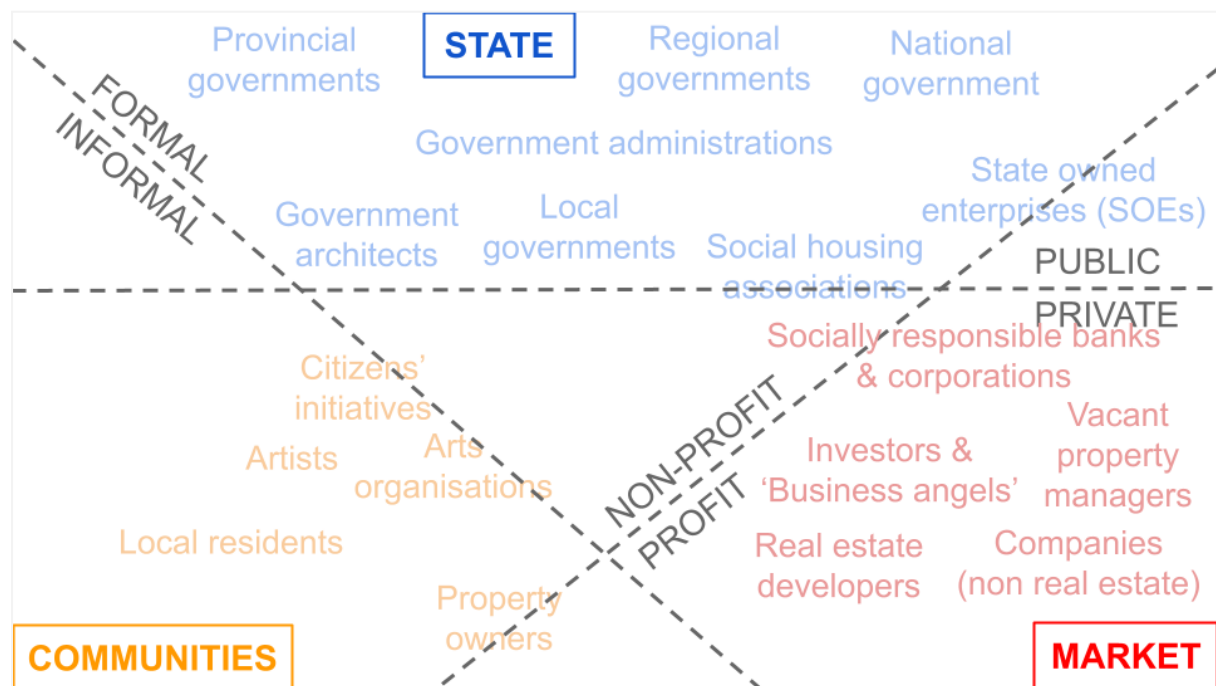 Provincial
governments
STATE
Regional
governments
National
government
FORMAL
INFORMAL
Government administrations
State owned
enterprises (SOEs)
Government
architects
Local
governments
Social housing
associations
PUBLIC
PRIVATE
Socially responsible banks
& corporations
Citizens’
initiatives
Artists
Arts
organisations
NON-PROFIT
PROFIT
Investors &
‘Business angels’
Vacant
property
managers
Local residents
Real estate
developers
Companies
(non real estate)
Property
owners
COMMUNITIES
MARKET